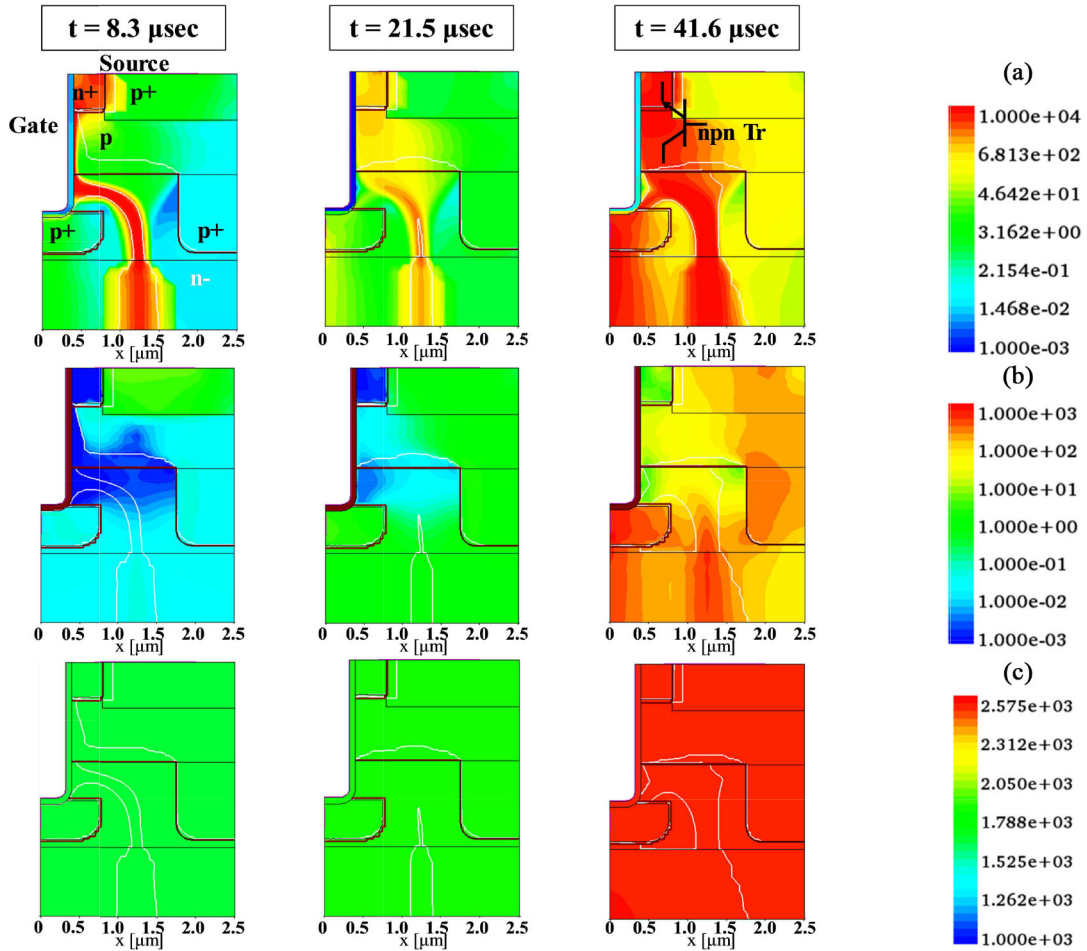 t = 8.3 μsec
t = 21.5 μsec
t = 41.6 μsec
Source
n+
p+
Gate
p
p+
p+
n-
npn Tr
(a)
1.000e+04
6.813e+02
4.642e+01
3.162e+00
2.154e-01
1.468e-02
1.000e-03
0 0.5 1.0 1.5 2.0 2.5
x [μm]
0 0.5 1.0 1.5 2.0 2.5
x [μm]
0 0.5 1.0 1.5 2.0 2.5
x [μm]
(b)
1.000e+03
1.000e+02
1.000e+01
1.000e+00
1.000e-01
1.000e-02
1.000e-03
0 0.5 1.0 1.5 2.0 2.5
x [μm]
0 0.5 1.0 1.5 2.0 2.5
x [μm]
0 0.5 1.0 1.5 2.0 2.5
x [μm]
(c)
2.575e+03
2.312e+03
2.050e+03
1.788e+03
1.525e+03
1.262e+03
1.000e+03
0 0.5 1.0 1.5 2.0 2.5
x [μm]
0 0.5 1.0 1.5 2.0 2.5
x [μm]
0 0.5 1.0 1.5 2.0 2.5
x [μm]